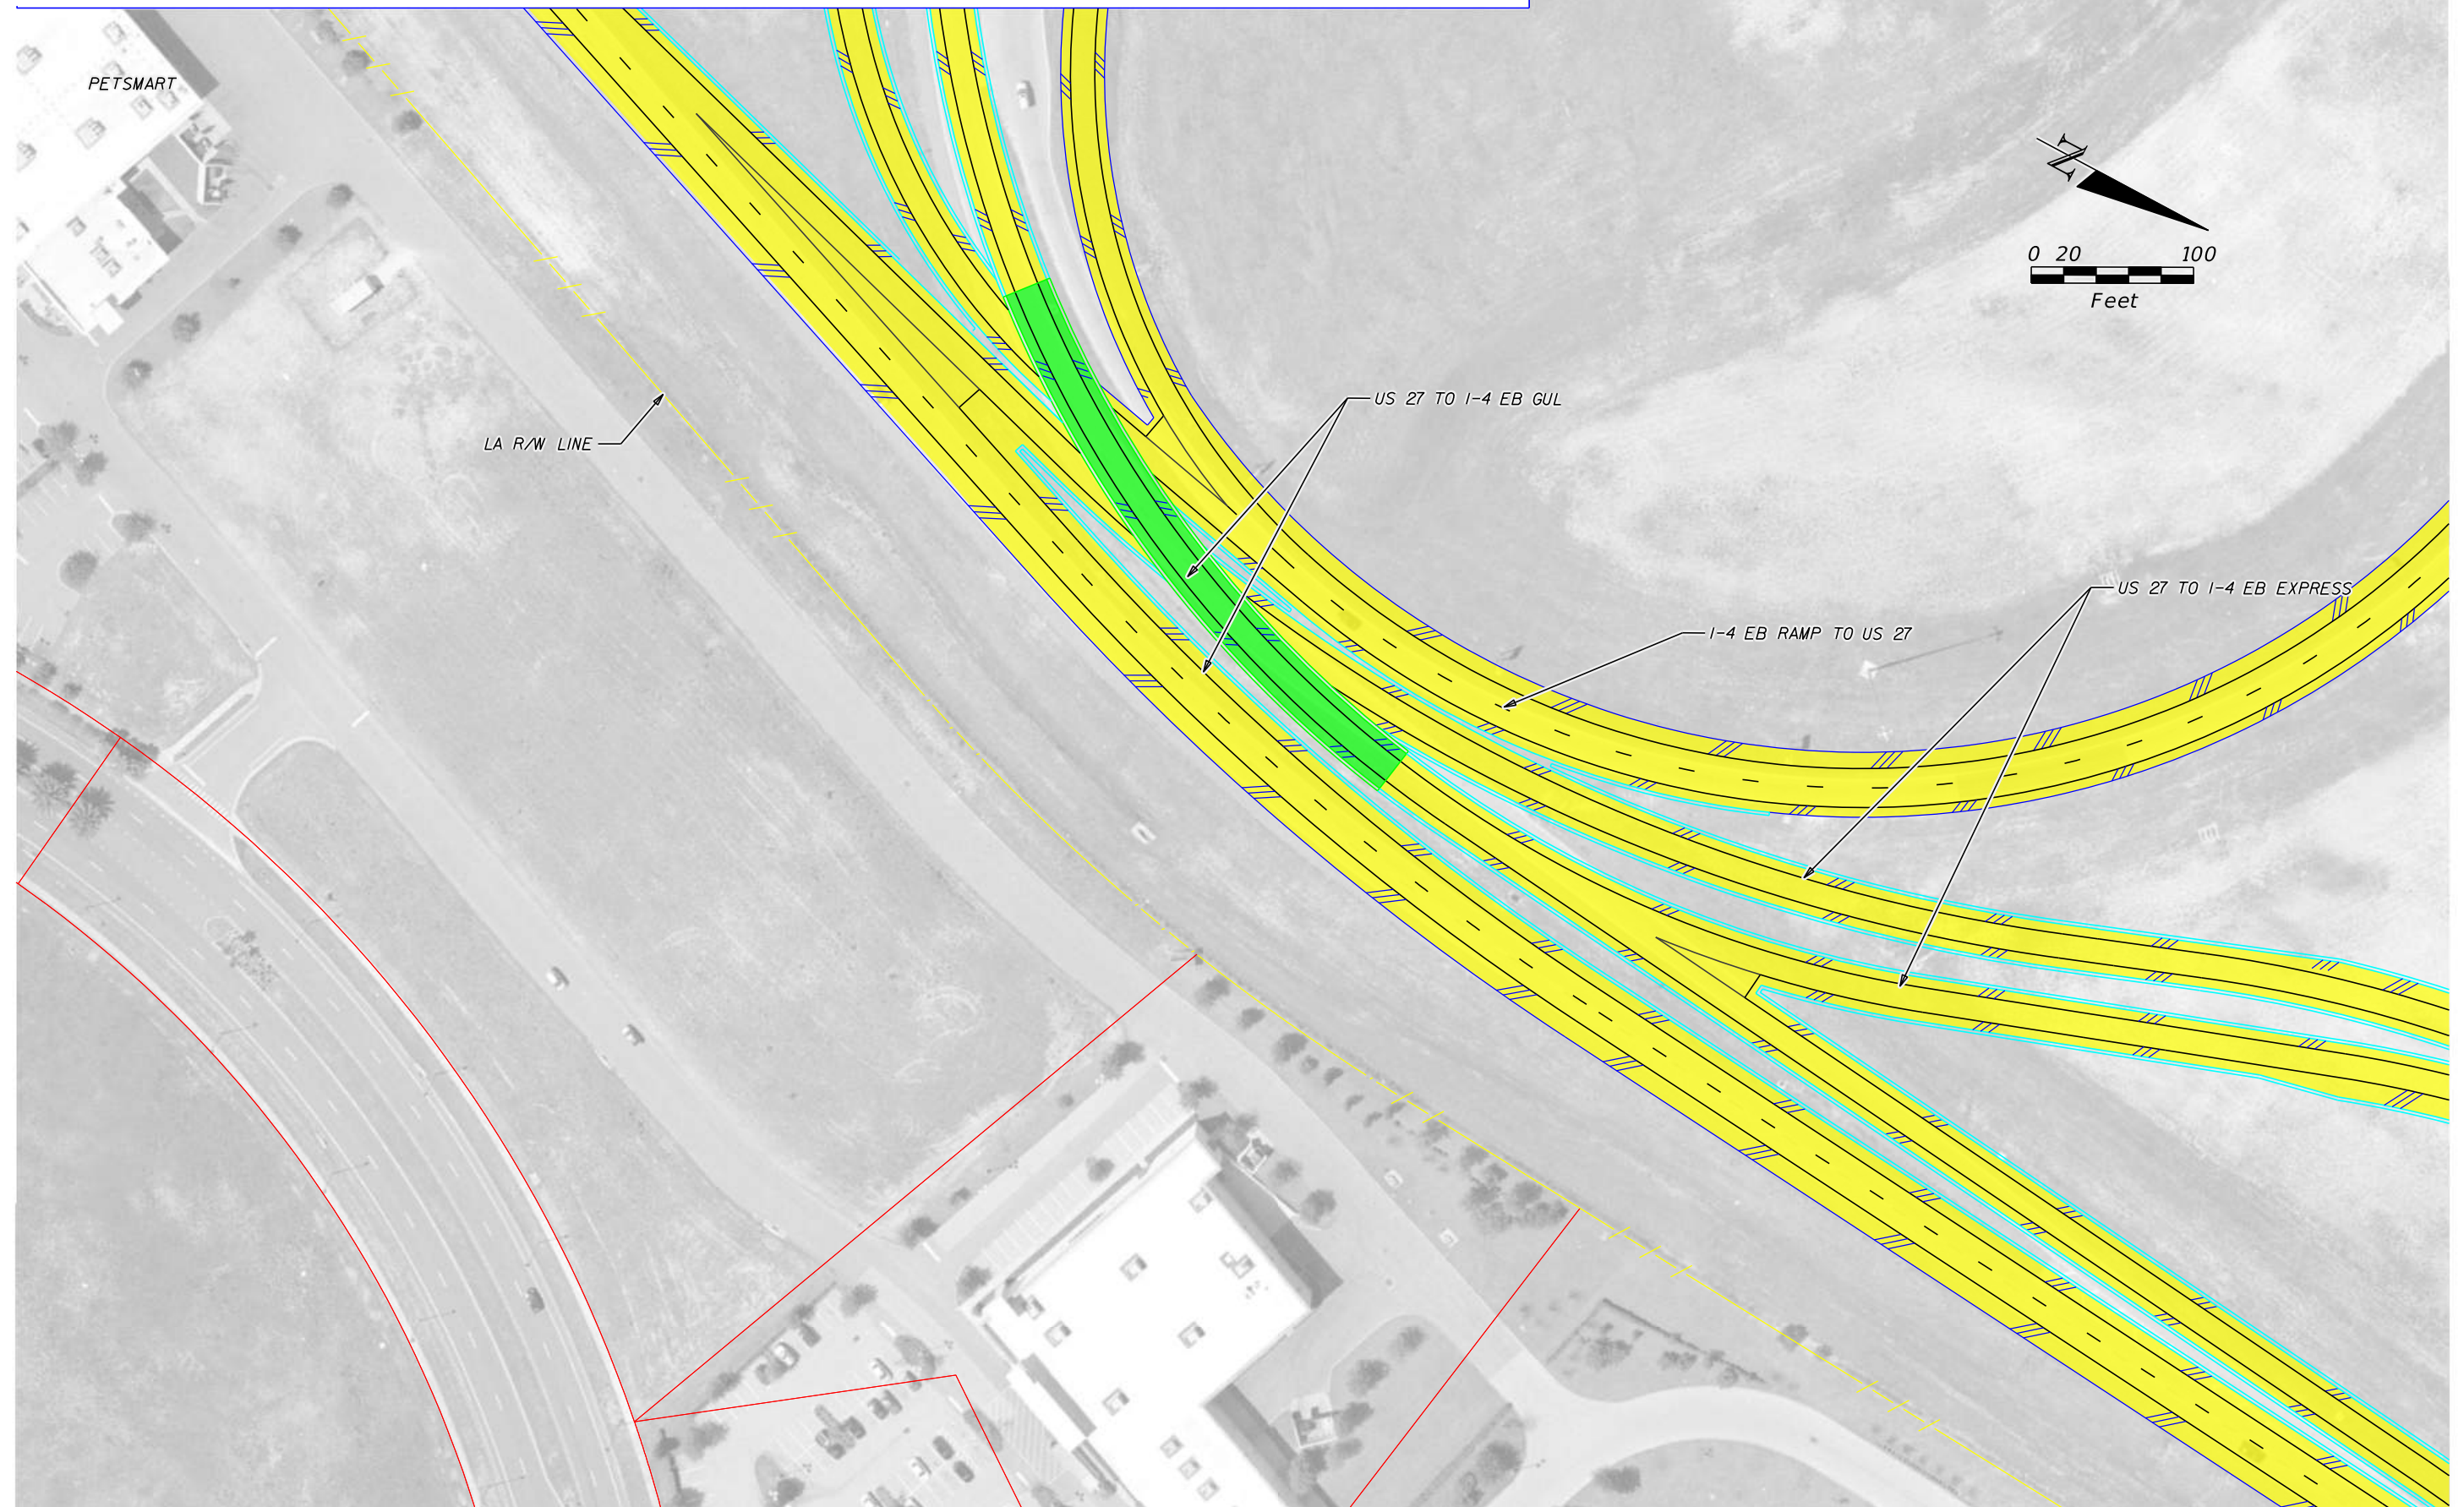 PETSMART
N
0 20 100
Feet
US 27 TO I-4 EB GUL
LA R/W LINE
US 27 TO I-4 EB EXPRESS
I-4 EB RAMP TO US 27